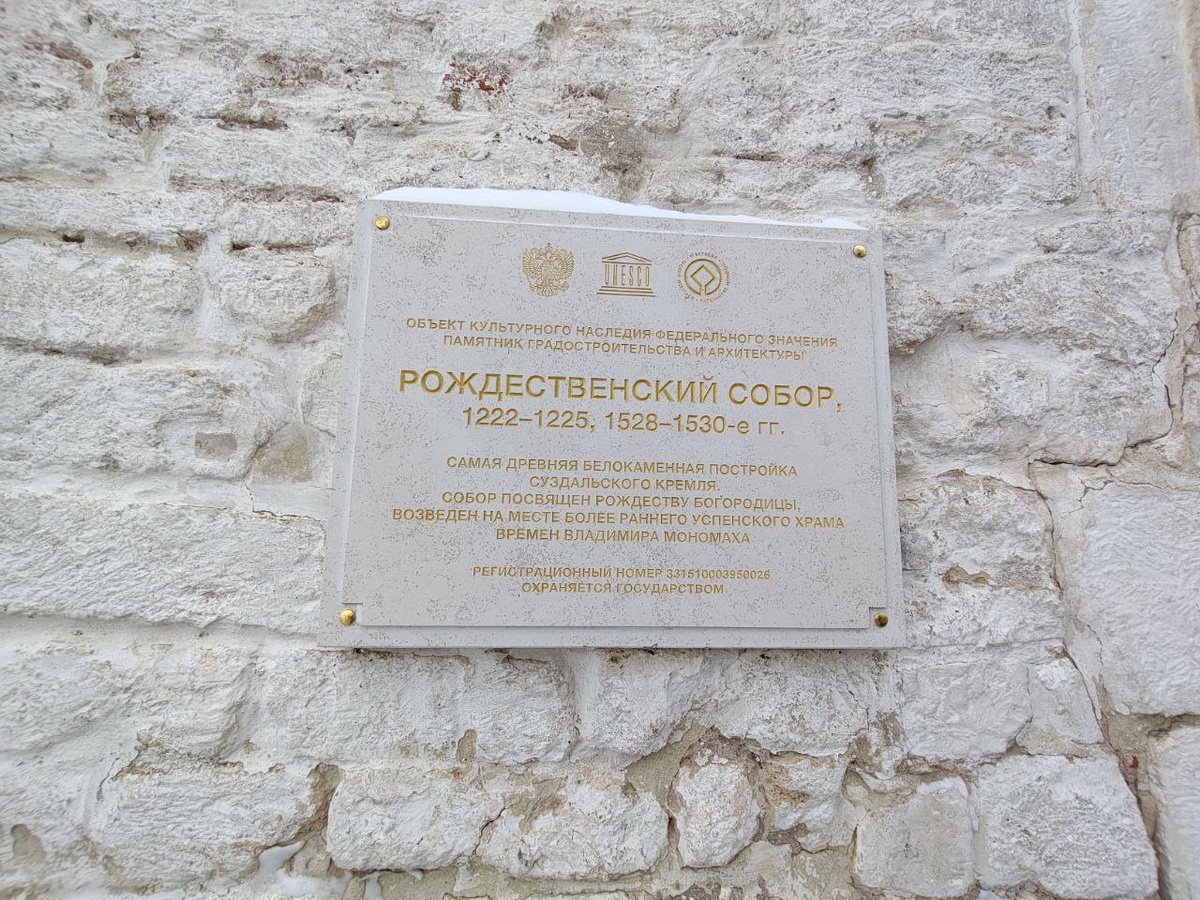 UNESCO
ОБЪЕКТ КУЛЬТУРНОГО НАСЛЕДИЯ ФЕДЕРАЛЬНОГО ЗНАЧЕНИЯ
ПАМЯТНИК ГРАДОСТРОИТЕЛЬСТВА И АРХИТЕКТУРЫ
РОЖДЕСТВЕНСКИЙ СОБОР,
1222–1225, 1528–1530-е гг.
САМАЯ ДРЕВНЯЯ БЕЛОКАМЕННАЯ ПОСТРОЙКА
СУЗДАЛЬСКОГО КРЕМЛЯ.
СОБОР ПОСВЯЩЕН РОЖДЕСТВУ БОГОРОДИЦЫ,
ВОЗВЕДЕН НА МЕСТЕ БОЛЕЕ РАННЕГО УСПЕНСКОГО ХРАМА
ВРЕМЕН ВЛАДИМИРА МОНОМАХА
РЕГИСТРАЦИОННЫЙ НОМЕР 331510003950026
ОХРАНЯЕТСЯ ГОСУДАРСТВОМ